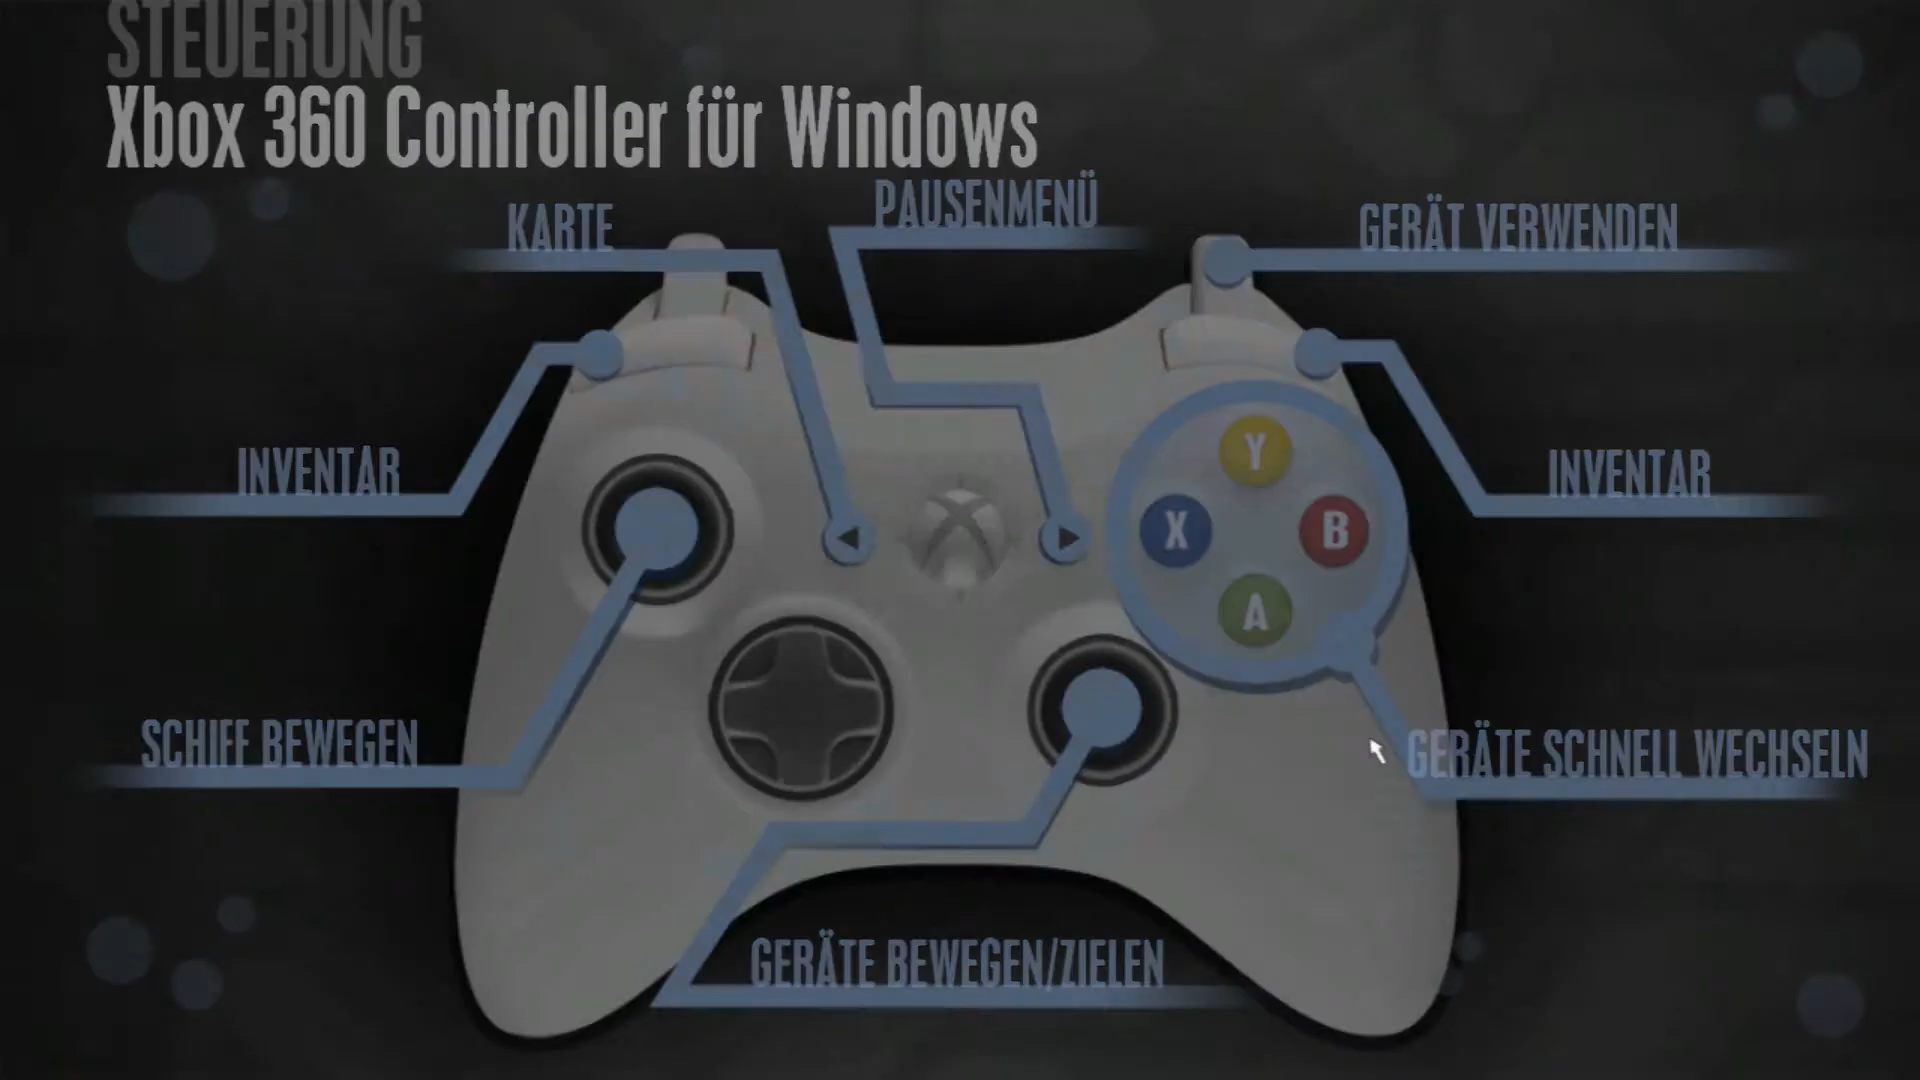 STEUERUNG
Xbox 360 Controller für Windows
KARTE
PAUSENMENÜ
GERÄT VERWENDEN
INVENTAR
INVENTAR
Y
X
B
A
SCHIFF BEWEGEN
GERÄTE SCHNELL WECHSELN
GERÄTE BEWEGEN/ZIELEN